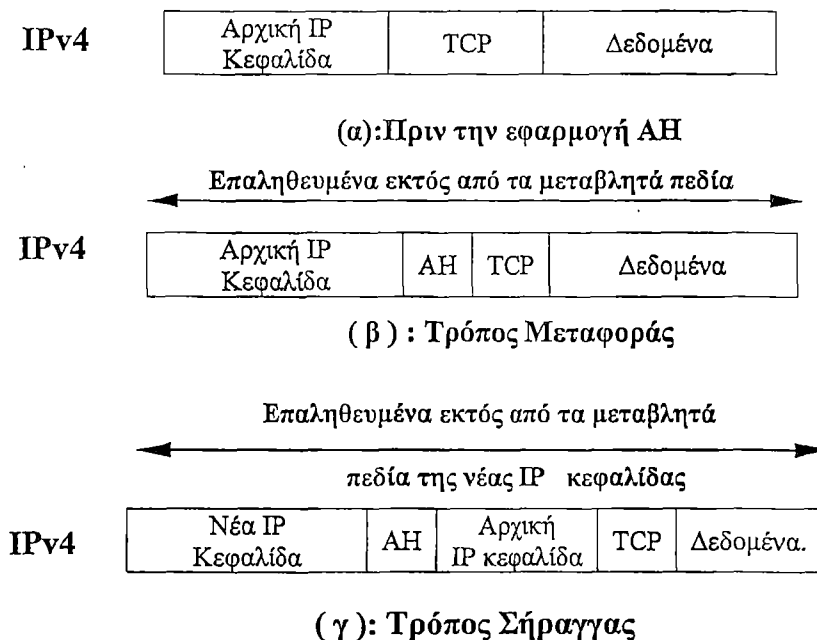 IPv4
Αρχική IP
Κεφαλίδα
TCP
Δεδομένα
(α):Πριν την εφαρμογή AH
Επαληθευμένα εκτός από τα μεταβλητά πεδία
IPv4
Αρχική IP
Κεφαλίδα
AH
TCP
Δεδομένα
( β ) : Τρόπος Μεταφοράς
Επαληθευμένα εκτός από τα μεταβλητά
πεδία της νέας IP κεφαλίδας
IPv4
Νέα IP
Κεφαλίδα
AH
Αρχική
IP κεφαλίδα
TCP
Δεδομένα.
( γ ): Τρόπος Σήραγγας